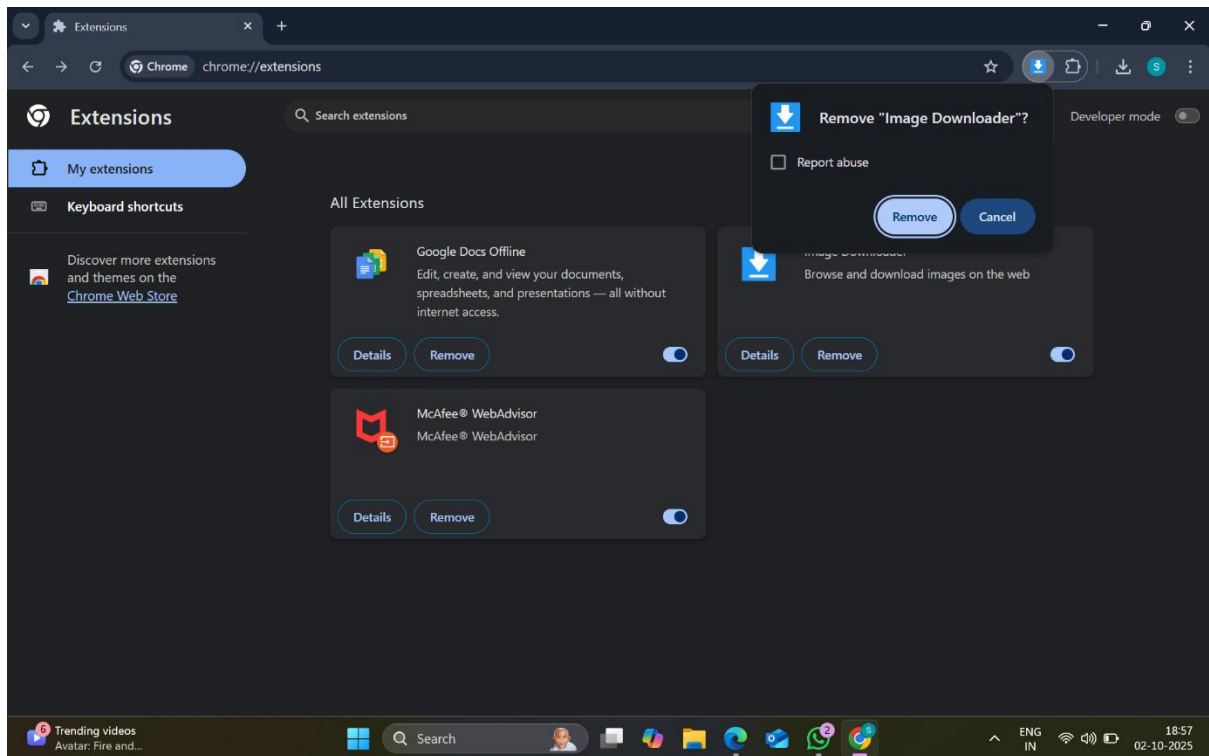 Extensions
Chrome chrome://extensions
S
Extensions
Search extensions
Remove "Image Downloader"?
Developer mode
Report abuse
My extensions
Keyboard shortcuts
All Extensions
Remove Cancel
Discover more extensions
and themes on the
Chrome Web Store
Google Docs Offline
Edit, create, and view your documents,
spreadsheets, and presentations — all without
internet access.
Details Remove
Image Downloader
Browse and download images on the web
Details Remove
McAfee® WebAdvisor
McAfee® WebAdvisor
Details Remove
6
Trending videos
Avatar: Fire and...
Search
2
S
ENG
IN
18:57
02-10-2025